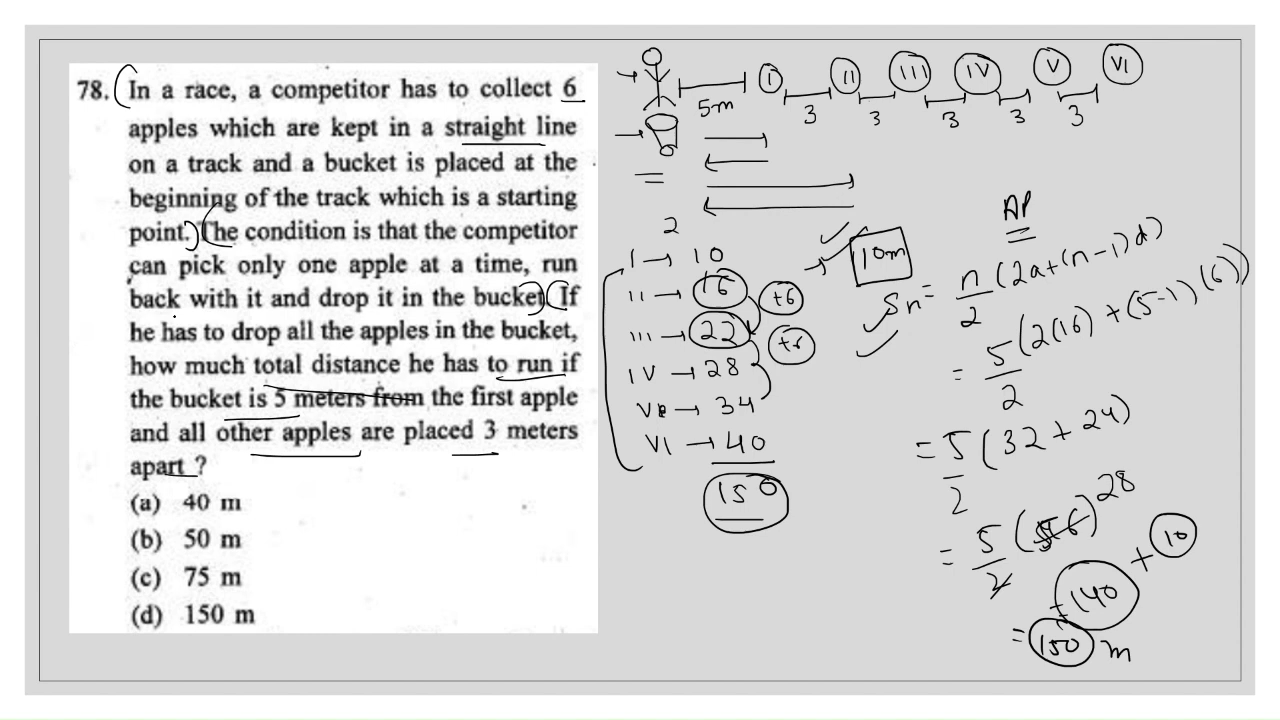 78. In a race, a competitor has to collect 6
apples which are kept in a straight line
on a track and a bucket is placed at the
beginning of the track which is a starting
point. The condition is that the competitor
can pick only one apple at a time, run
back with it and drop it in the bucket. If
he has to drop all the apples in the bucket,
how much total distance he has to run if
the bucket is 5 meters from the first apple
and all other apples are placed 3 meters
apart ?
(a) 40 m
(b) 50 m
(c) 75 m
(d) 150 m
I II III IV V VI
5m 3 3 3 3 3
2
I → 10
II → 16 +6
III → 22 +6
IV → 28
V → 34
VI → 40
150
10m
AP
Sn = n/2 (2a+(n-1)d)
= 5/2 (2(16) + (5-1)(6))
= 5/2 (32 + 24)
= 5/2 (56) 28
= 140 + 10
= 150 m